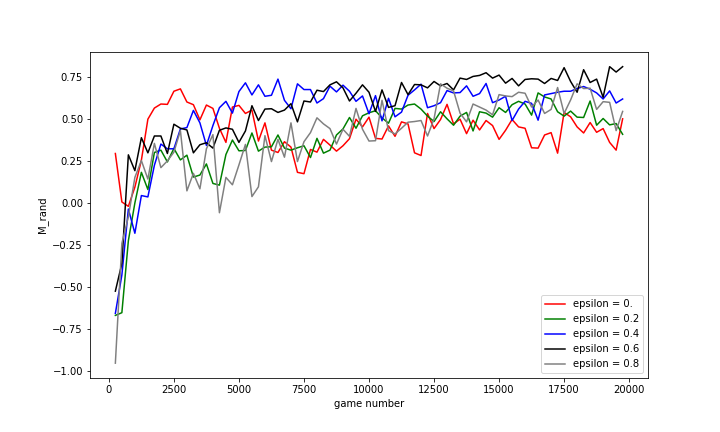 0.75
0.50
0.25
0.00
−0.25
−0.50
−0.75
−1.00
M_rand
0 2500 5000 7500 10000 12500 15000 17500 20000
game number
epsilon = 0.
epsilon = 0.2
epsilon = 0.4
epsilon = 0.6
epsilon = 0.8